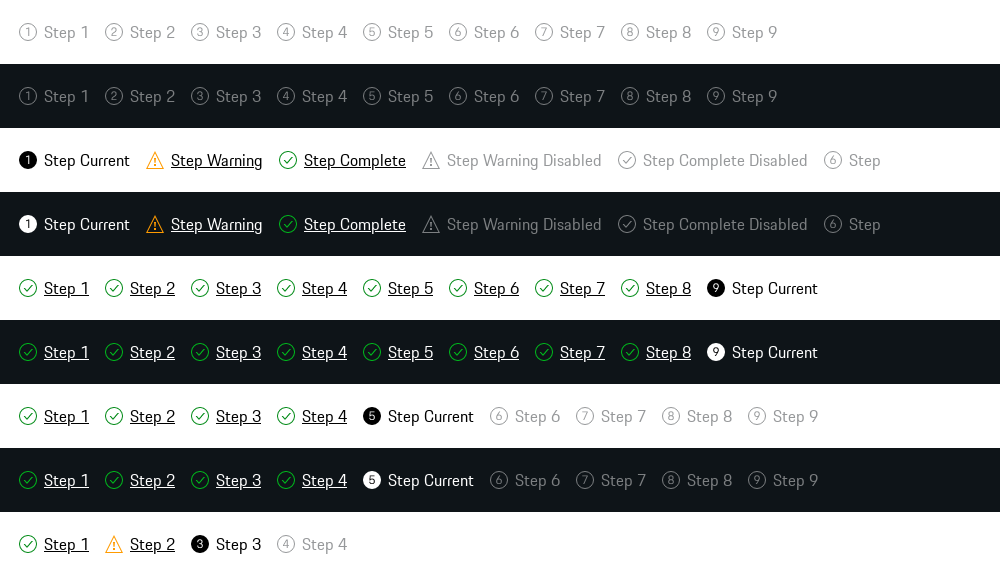 1 Step 1 2 Step 2 3 Step 3 4 Step 4 5 Step 5 6 Step 6 7 Step 7 8 Step 8 9 Step 9
1 Step 1 2 Step 2 3 Step 3 4 Step 4 5 Step 5 6 Step 6 7 Step 7 8 Step 8 9 Step 9
1 Step Current Step Warning Step Complete Step Warning Disabled Step Complete Disabled 6 Step
1 Step Current Step Warning Step Complete Step Warning Disabled Step Complete Disabled 6 Step
Step 1 Step 2 Step 3 Step 4 Step 5 Step 6 Step 7 Step 8 9 Step Current
Step 1 Step 2 Step 3 Step 4 Step 5 Step 6 Step 7 Step 8 9 Step Current
Step 1 Step 2 Step 3 Step 4 5 Step Current 6 Step 6 7 Step 7 8 Step 8 9 Step 9
Step 1 Step 2 Step 3 Step 4 5 Step Current 6 Step 6 7 Step 7 8 Step 8 9 Step 9
Step 1 Step 2 3 Step 3 4 Step 4